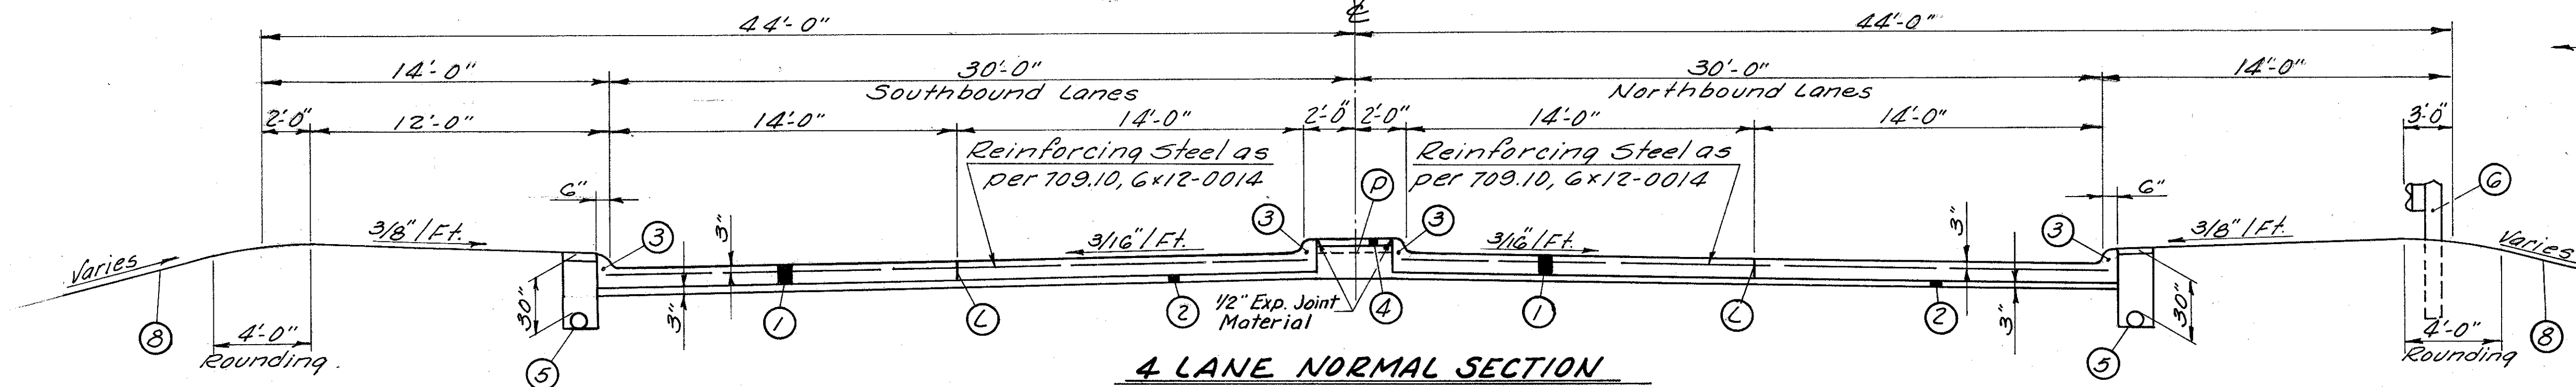 44'-0" ȼ 44'-0"
14'-0" 30'-0" 30'-0" 14'-0"
Southbound Lanes Northbound Lanes
2'-0" 12'-0" 14'-0" 14'-0" 2'-0" 2'-0" 14'-0" 14'-0" 3'-0"
Reinforcing Steel as
per 709.10, 6x12-0014
Reinforcing Steel as
per 709.10, 6x12-0014
6" P 6" 6
3/8"/Ft. 3 3" 3/16"/Ft. 3 3 3/16"/Ft. 3" 3 3/8"/Ft.
Varies Varies
30" 3" 1 L 2 4 1 L 2 3" 30"
1/2" Exp. Joint
Material
8 4'-0" 4'-0" 8
Rounding. Rounding
5 5
4 LANE NORMAL SECTION